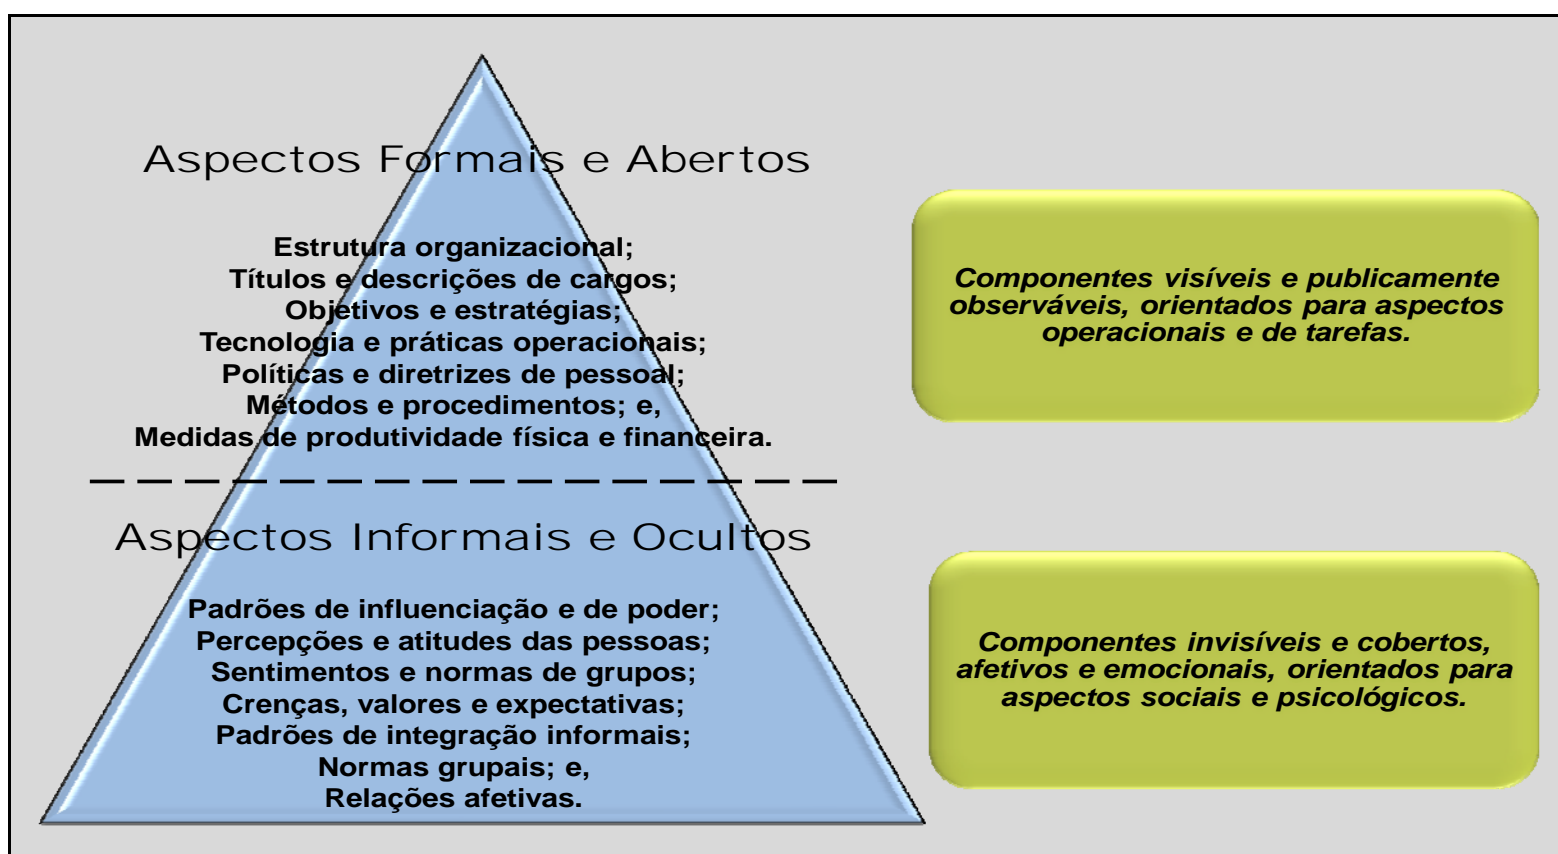 Aspectos Formais e Abertos
Estrutura organizacional;
Títulos e descrições de cargos;
Objetivos e estratégias;
Tecnologia e práticas operacionais;
Políticas e diretrizes de pessoal;
Métodos e procedimentos; e,
Medidas de produtividade física e financeira.
Componentes visíveis e publicamente
observáveis, orientados para aspectos
operacionais e de tarefas.
Aspectos Informais e Ocultos
Padrões de influenciação e de poder;
Percepções e atitudes das pessoas;
Sentimentos e normas de grupos;
Crenças, valores e expectativas;
Padrões de integração informais;
Normas grupais; e,
Relações afetivas.
Componentes invisíveis e cobertos,
afetivos e emocionais, orientados para
aspectos sociais e psicológicos.